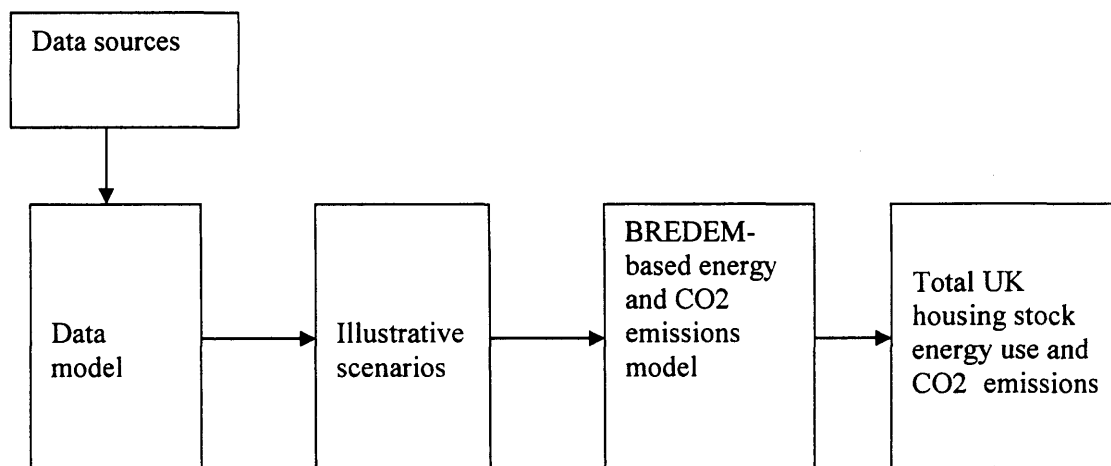 Data sources
Data
model
Illustrative
scenarios
BREDEM-
based energy
and CO2
emissions
model
Total UK
housing stock
energy use and
CO2 emissions